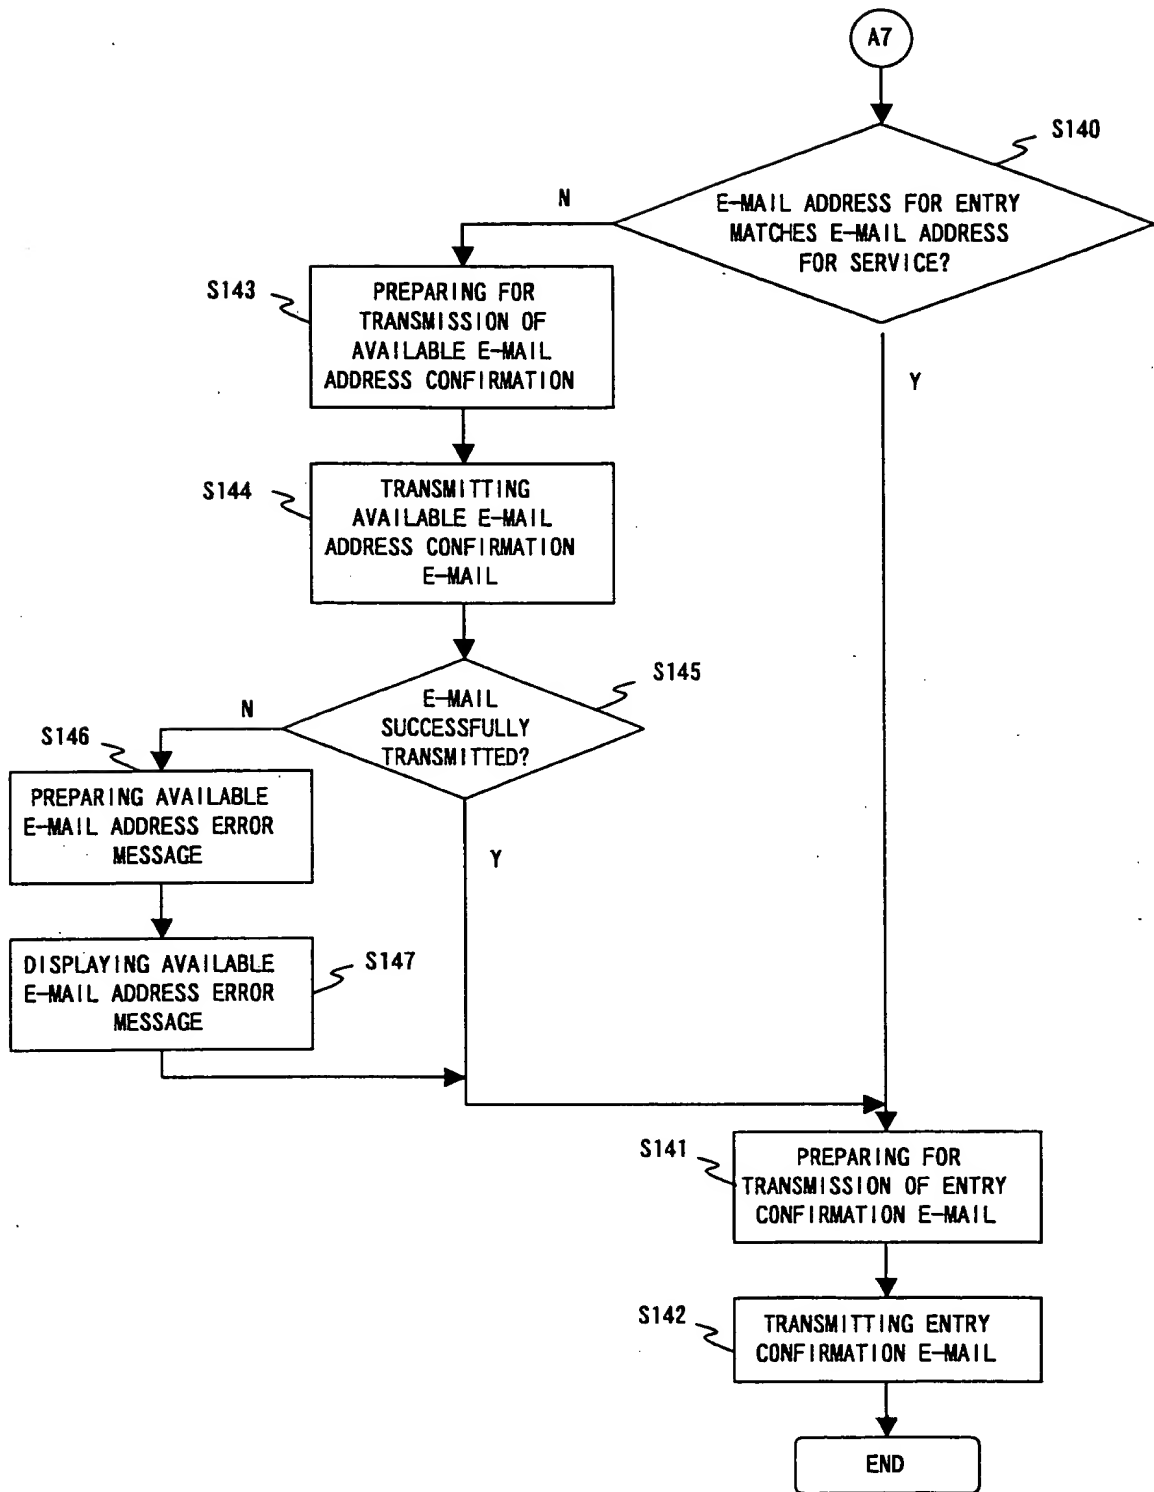 A7
S140
E-MAIL ADDRESS FOR ENTRY
MATCHES E-MAIL ADDRESS
FOR SERVICE?
N
Y
S143
PREPARING FOR
TRANSMISSION OF
AVAILABLE E-MAIL
ADDRESS CONFIRMATION
S144
TRANSMITTING
AVAILABLE E-MAIL
ADDRESS CONFIRMATION
E-MAIL
S145
E-MAIL
SUCCESSFULLY
TRANSMITTED?
N
Y
S146
PREPARING AVAILABLE
E-MAIL ADDRESS ERROR
MESSAGE
S147
DISPLAYING AVAILABLE
E-MAIL ADDRESS ERROR
MESSAGE
S141
PREPARING FOR
TRANSMISSION OF ENTRY
CONFIRMATION E-MAIL
S142
TRANSMITTING ENTRY
CONFIRMATION E-MAIL
END